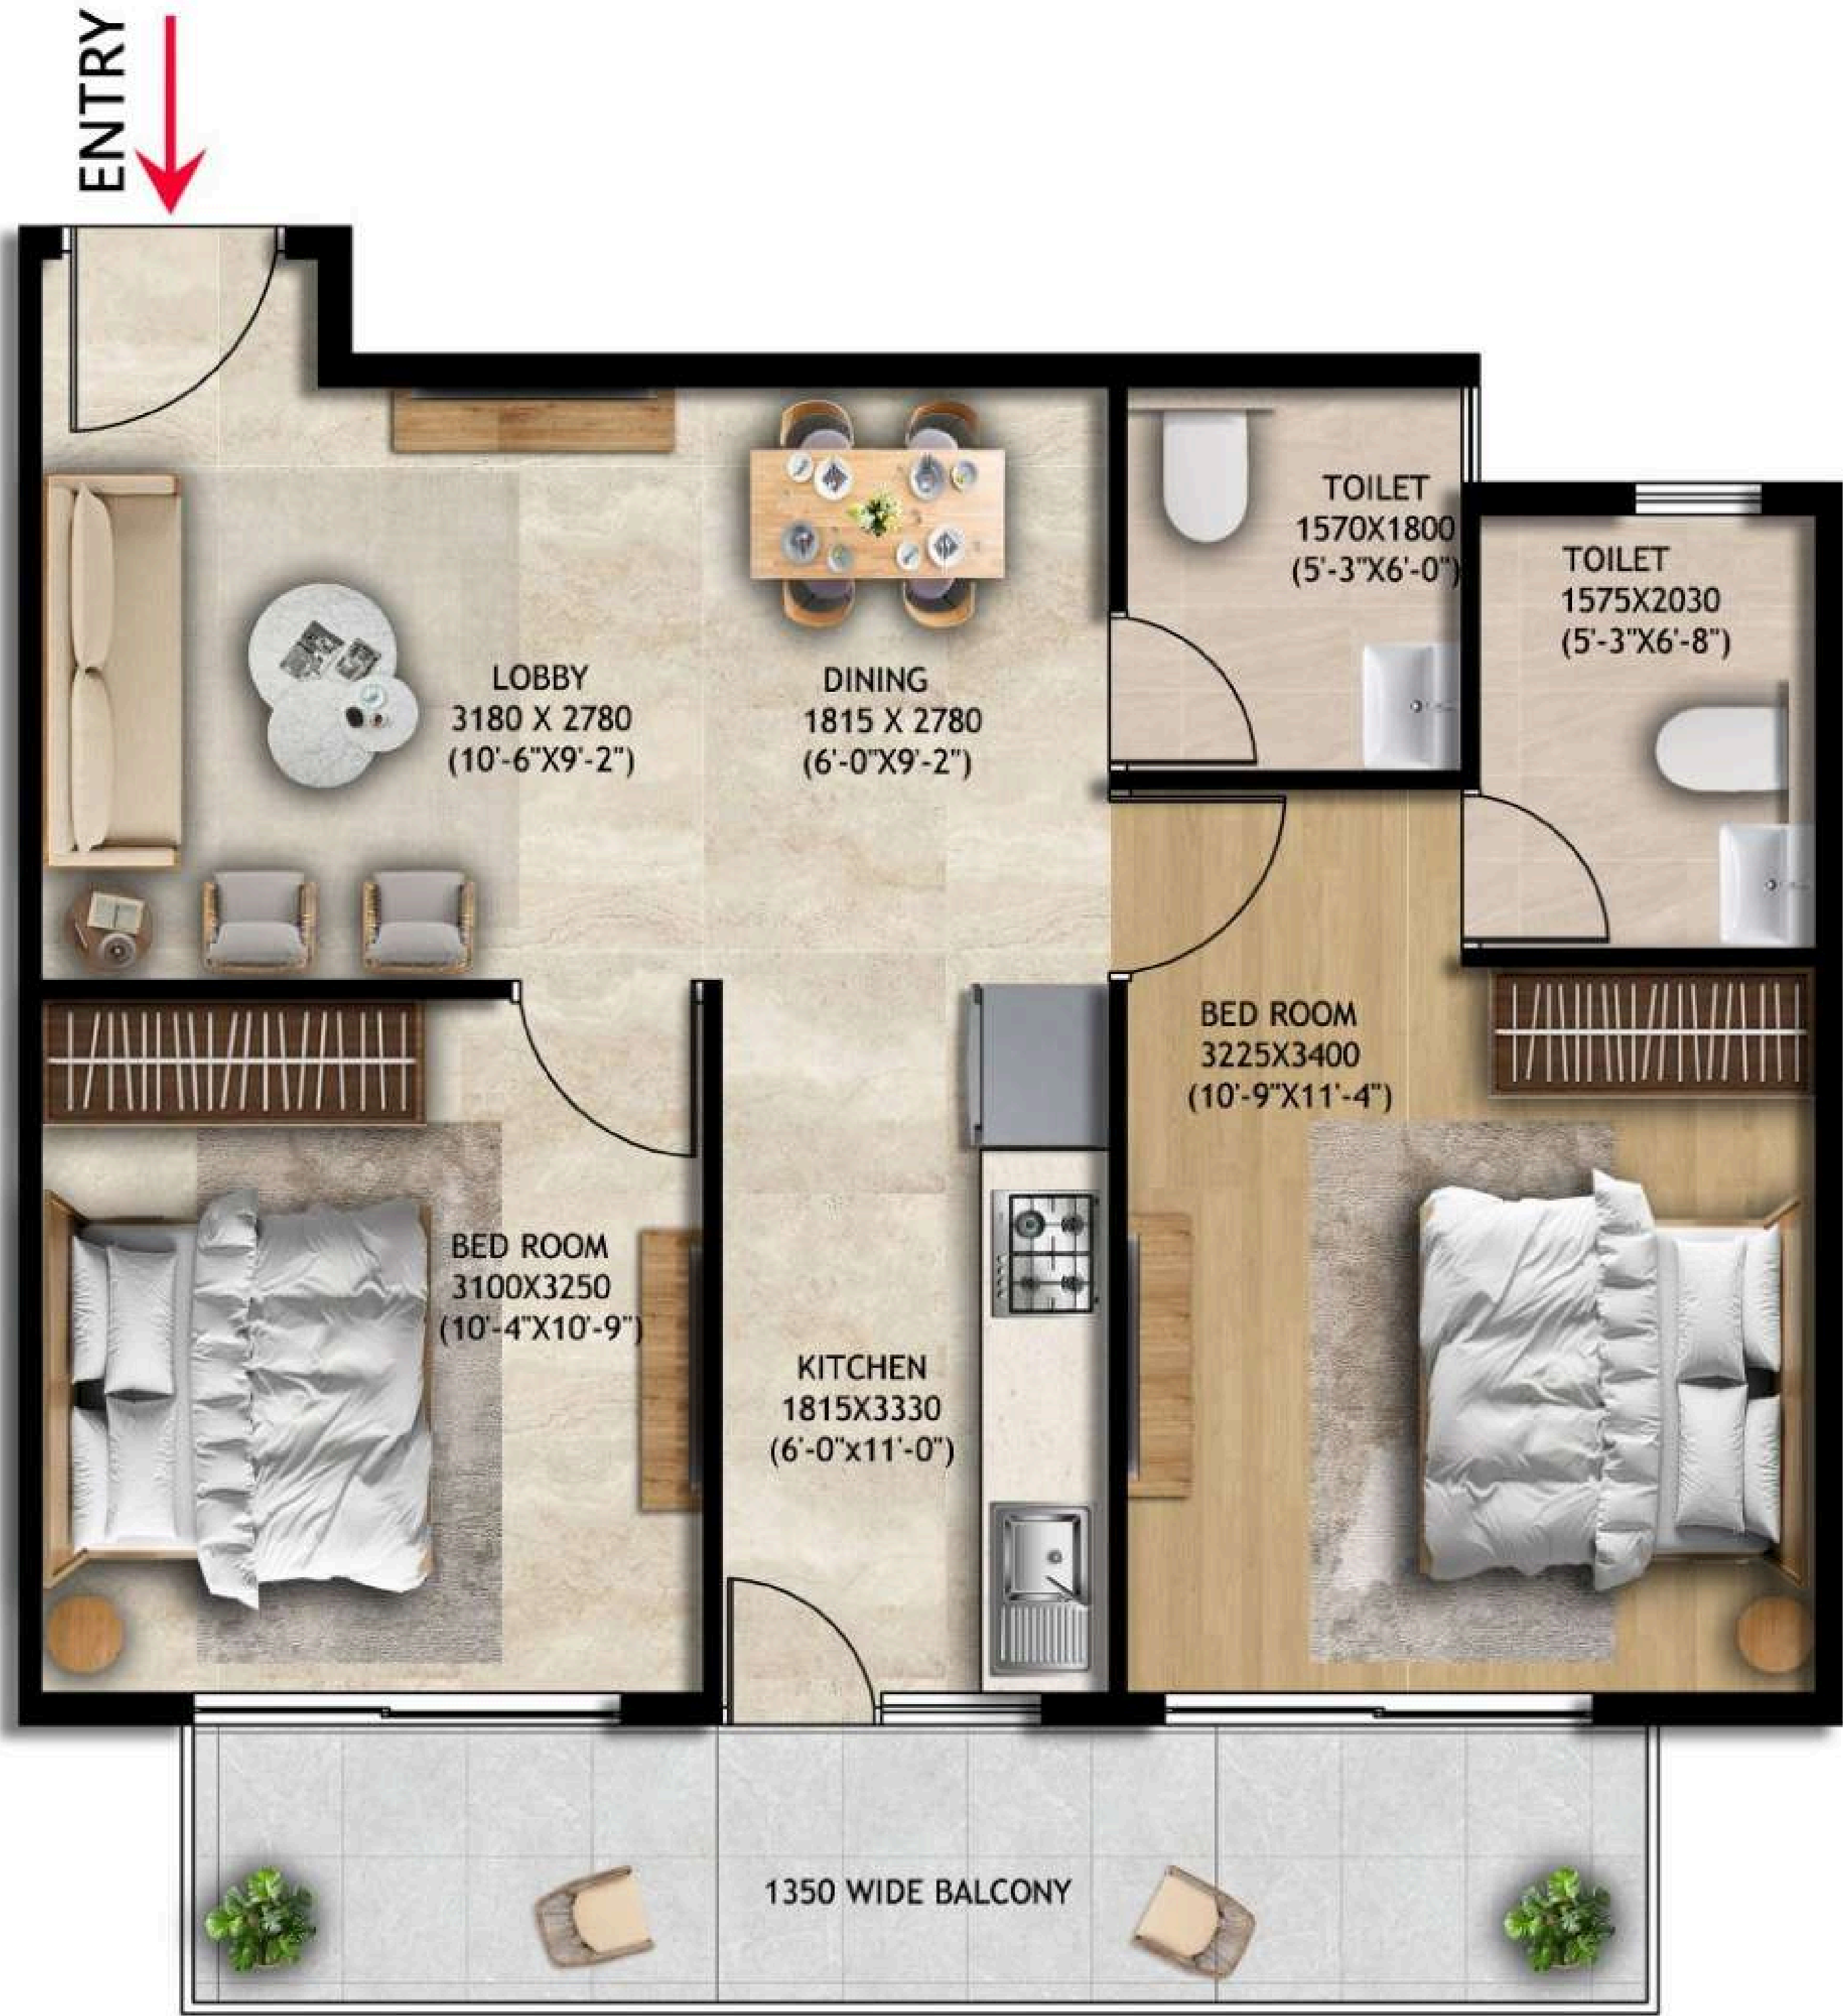 ENTRY
TOILET
1570X1800
(5'-3"X6'-0")
TOILET
1575X2030
(5'-3"X6'-8")
LOBBY
3180 X 2780
(10'-6"X9'-2")
DINING
1815 X 2780
(6'-0"X9'-2")
BED ROOM
3225X3400
(10'-9"X11'-4")
BED ROOM
3100X3250
(10'-4"X10'-9")
KITCHEN
1815X3330
(6'-0"x11'-0")
1350 WIDE BALCONY